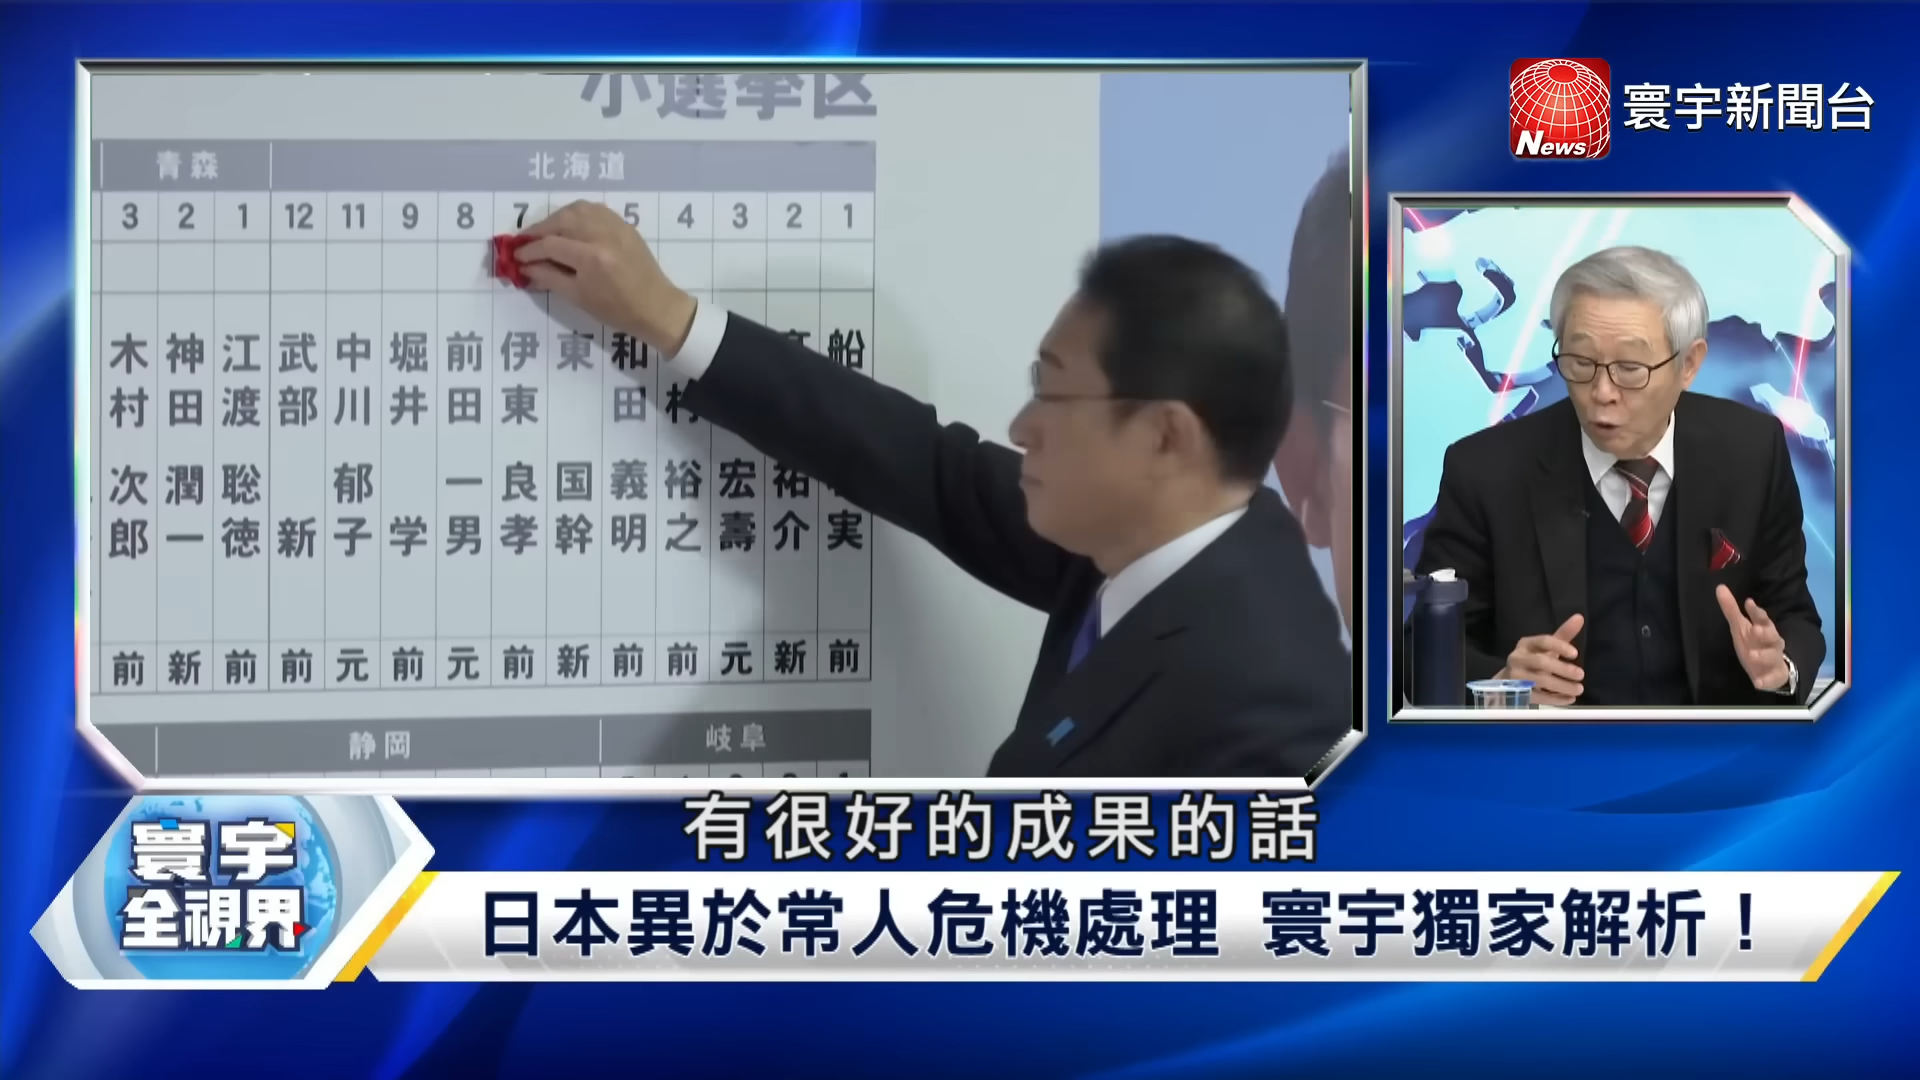 小選挙区
青森 北海道
3 2 1 12 11 9 8 7 5 4 3 2 1
木村 次郎 前
神田 潤一 新
江渡 聡徳 前
武部 新 前
中川 郁子 元
堀井 学 前
前田 一男 元
伊東 良孝 前
東 国幹 新
和田 義明 前
村 裕之 前
宏壽 元
祐介 新
船 実 前
静岡 岐阜
News
寰宇新聞台
有很好的成果的話
寰宇
全視界
日本異於常人危機處理 寰宇獨家解析！